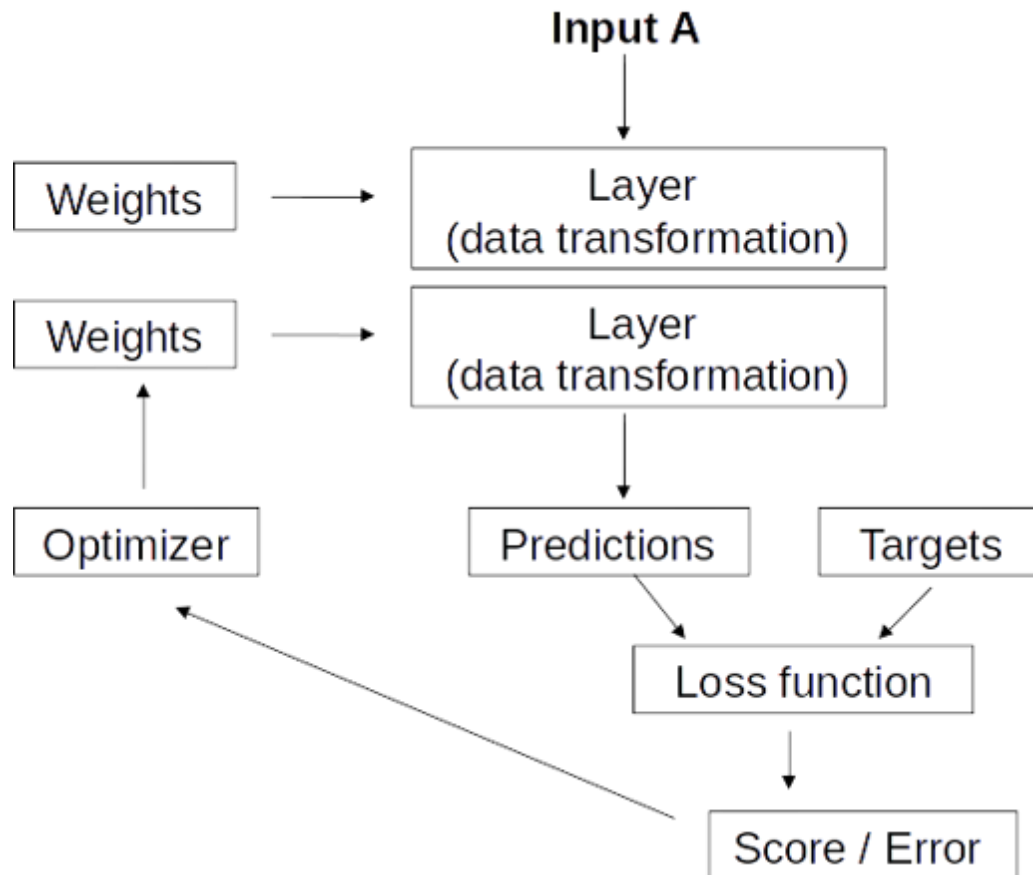 Input A
Weights
Layer
(data transformation)
Weights
Layer
(data transformation)
Optimizer
Predictions
Targets
Loss function
Score / Error